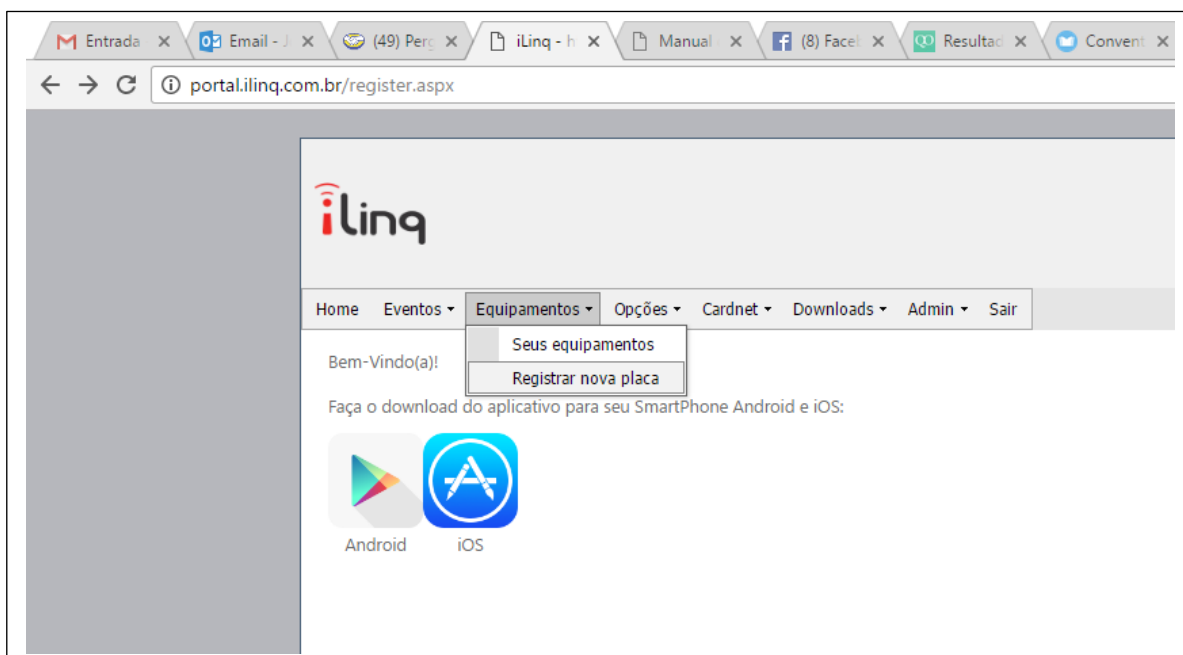 Entrada Email - J (49) Perg iLinq - h Manual - (8) Faceb Resultad Convent
portal.ilinq.com.br/register.aspx
ilinq
Home Eventos Equipamentos Opções Cardnet Downloads Admin Sair
Seus equipamentos
Bem-Vindo(a)!
Registrar nova placa
Faça o download do aplicativo para seu SmartPhone Android e iOS:
Android iOS